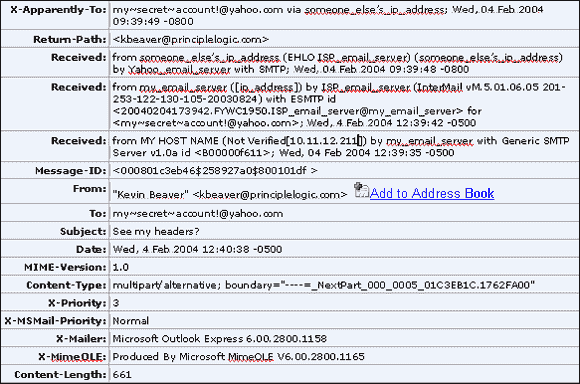 X-Apparently-To: my~secret~account!@yahoo.com via someone_else's_ip_address; Wed, 04 Feb 2004
09:39:49 -0800
Return-Path: <kbeaver@principlelogic.com>
Received: from someone_else's_ip_address (EHLO ISP_email_server) (someone_else's_ip_address)
by Yahoo_email_server with SMTP; Wed, 04 Feb 2004 09:39:48 -0800
Received: from my_email_server ([ip_address]) by ISP_email_server (InterMail vM.5.01.06.05 201-
253-122-130-105-20030824) with ESMTP id
<20040204173942.FYWC1950.ISP_email_server@my_email_server> for
<my~secret~account!@yahoo.com>; Wed, 4 Feb 2004 12:39:42 -0500
Received: from MY HOST NAME (Not Verified[10.11.12.211]) by my_email_server with Generic SMTP
Server v1.0a id <B00000f611>; Wed, 04 Feb 2004 12:39:35 -0500
Message-ID: <000801c3eb46$258927a0$800101df >
From: "Kevin Beaver" <kbeaver@principlelogic.com> Add to Address Book
To: my~secret~account!@yahoo.com
Subject: See my headers?
Date: Wed, 4 Feb 2004 12:40:38 -0500
MIME-Version: 1.0
Content-Type: multipart/alternative; boundary="----=_NextPart_000_0005_01C3EB1C.1762FA00"
X-Priority: 3
X-MSMail-Priority: Normal
X-Mailer: Microsoft Outlook Express 6.00.2800.1158
X-MimeOLE: Produced By Microsoft MimeOLE V6.00.2800.1165
Content-Length: 661